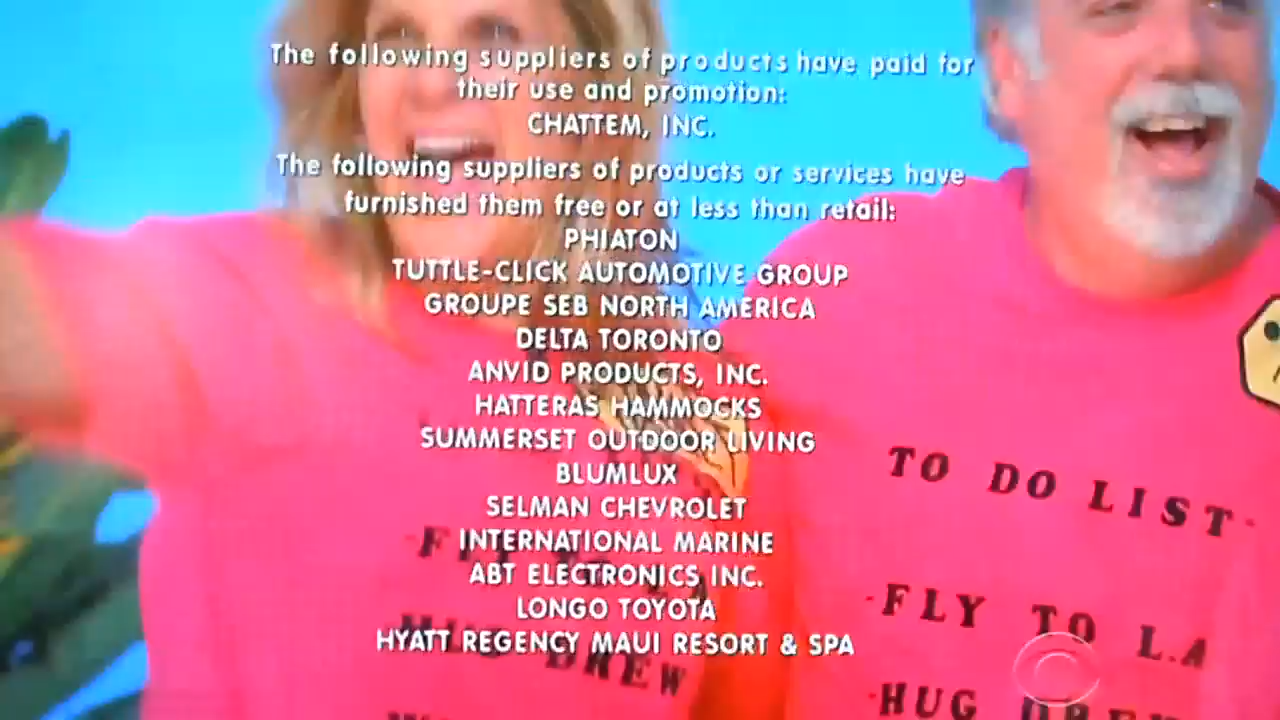 The following suppliers of products have paid for
their use and promotion:
CHATTEM, INC.
The following suppliers of products or services have
furnished them free or at less than retail:
PHIATON
TUTTLE-CLICK AUTOMOTIVE GROUP
GROUPE SEB NORTH AMERICA
DELTA TORONTO
ANVID PRODUCTS, INC.
HATTERAS HAMMOCKS
SUMMERSET OUTDOOR LIVING
BLUMLUX
SELMAN CHEVROLET
INTERNATIONAL MARINE
ABT ELECTRONICS INC.
LONGO TOYOTA
HYATT REGENCY MAUI RESORT & SPA
TO DO LIST
-FLY TO L.A
-HUG DREW
DREW